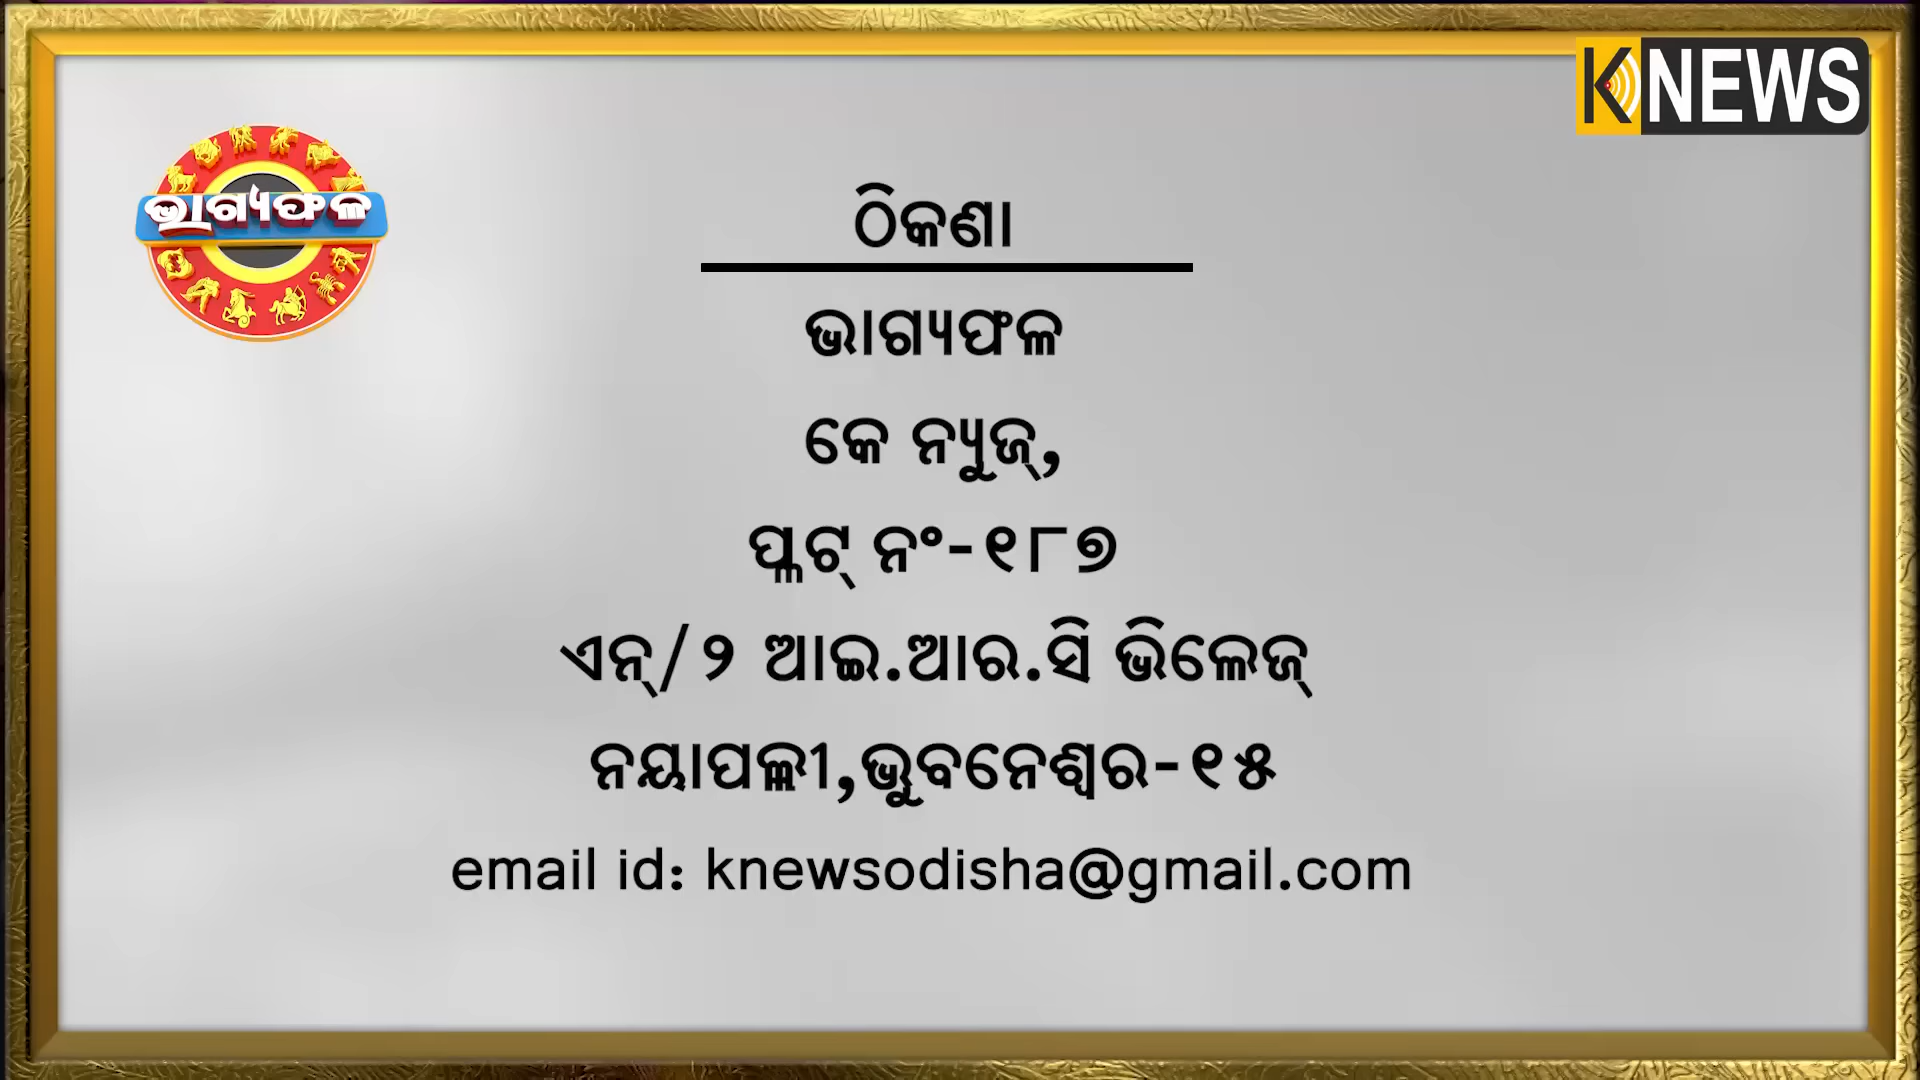 KNEWS
ଭାଗ୍ୟଫଳ
ଠିକଣା
ଭାଗ୍ୟଫଳ
କେ ନ୍ୟୁଜ୍,
ପ୍ଲଟ୍ ନଂ-୧୮୭
ଏନ୍/୨ ଆଇ.ଆର.ସି ଭିଲେଜ୍
ନୟାପଲ୍ଲୀ,ଭୁବନେଶ୍ୱର-୧୫
email id: knewsodisha@gmail.com